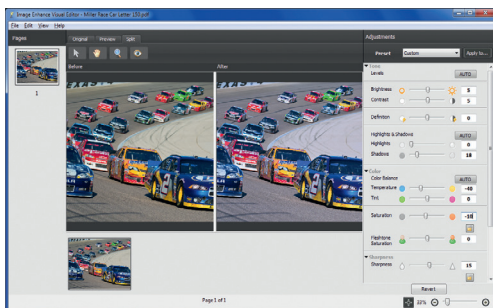 Image Enhance Visual Editor - Miller Race Car Letter 150.pdf
File Edit View Help
Pages
Original Preview Split
Adjustments
Preset Custom Apply to...
1
Before After
Tone
Levels AUTO
Brightness 5
Contrast 5
Definition 0
Highlights & Shadows AUTO
Highlights 0
Shadows 18
Color
Color Balance AUTO
Temperature -40
Tint 0
Saturation -10
Fleshtone
Saturation 0
Sharpness
Sharpness 15
Revert
Page 1 of 1
33%